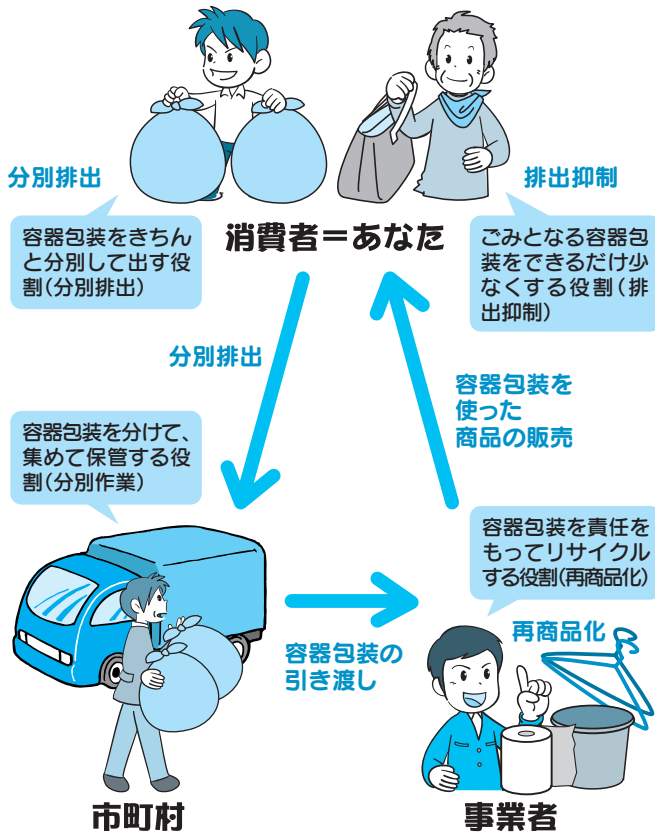 分別排出
排出抑制
容器包装をきちん
と分別して出す役
割(分別排出)
消費者＝あなた
ごみとなる容器包
装をできるだけ少
なくする役割(排
出抑制)
分別排出
容器包装を
使った
商品の販売
容器包装を分けて、
集めて保管する役
割(分別作業)
容器包装を責任を
もってリサイクル
する役割(再商品化)
容器包装の
引き渡し
再商品化
市町村
事業者